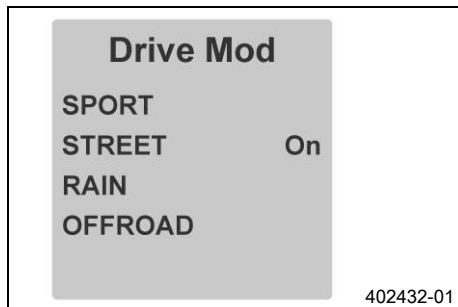 Drive Mod
SPORT
STREET On
RAIN
OFFROAD
402432-01